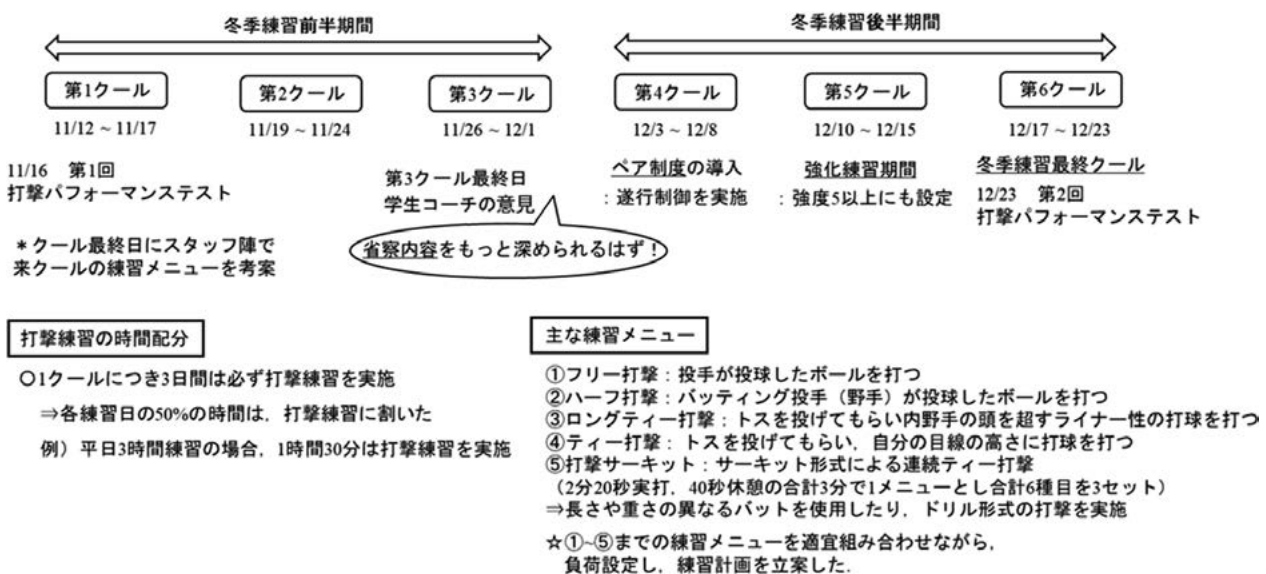 冬季練習前半期間
冬季練習後半期間
第1クール
第2クール
第3クール
第4クール
第5クール
第6クール
11/12 ~ 11/17
11/19 ~ 11/24
11/26 ~ 12/1
12/3 ~ 12/8
12/10 ~ 12/15
12/17 ~ 12/23
11/16 第1回
打撃パフォーマンステスト
第3クール最終日
学生コーチの意見
ペア制度の導入
：遂行制御を実施
強化練習期間
：強度5以上にも設定
冬季練習最終クール
12/23 第2回
打撃パフォーマンステスト
＊クール最終日にスタッフ陣で
来クールの練習メニューを考案
省察内容をもっと深められるはず！
打撃練習の時間配分
○1クールにつき3日間は必ず打撃練習を実施
⇒各練習日の50%の時間は，打撃練習に割いた
例）平日3時間練習の場合，1時間30分は打撃練習を実施
主な練習メニュー
①フリー打撃：投手が投球したボールを打つ
②ハーフ打撃：バッティング投手（野手）が投球したボールを打つ
③ロングティー打撃：トスを投げてもらい内野手の頭を超すライナー性の打球を打つ
④ティー打撃：トスを投げてもらい，自分の目線の高さに打球を打つ
⑤打撃サーキット：サーキット形式による連続ティー打撃
（2分20秒実打，40秒休憩の合計3分で1メニューとし合計6種目を3セット）
⇒長さや重さの異なるバットを使用したり，ドリル形式の打撃を実施
☆①~⑤までの練習メニューを適宜組み合わせながら，
負荷設定し，練習計画を立案した．